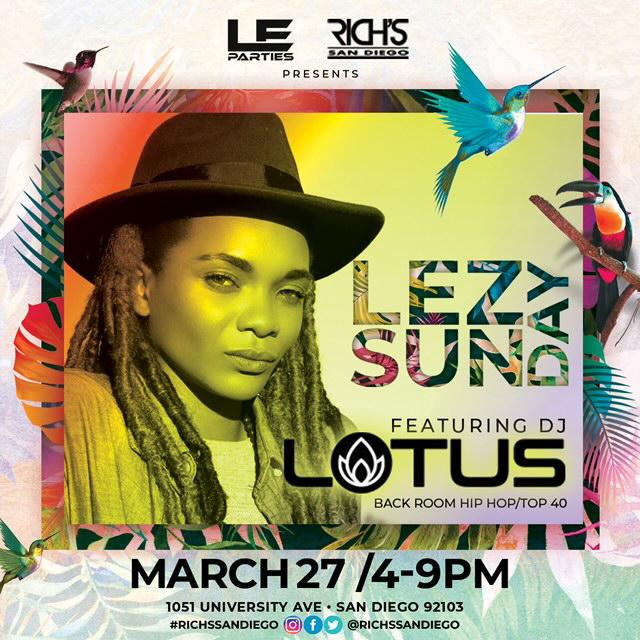 LE PARTIES
RICH'S
SAN DIEGO
PRESENTS
LEZ
SUNDAY
FEATURING DJ
LOTUS
BACK ROOM HIP HOP/TOP 40
MARCH 27 /4-9PM
1051 UNIVERSITY AVE • SAN DIEGO 92103
#RICHSSANDIEGO @RICHSSANDIEGO